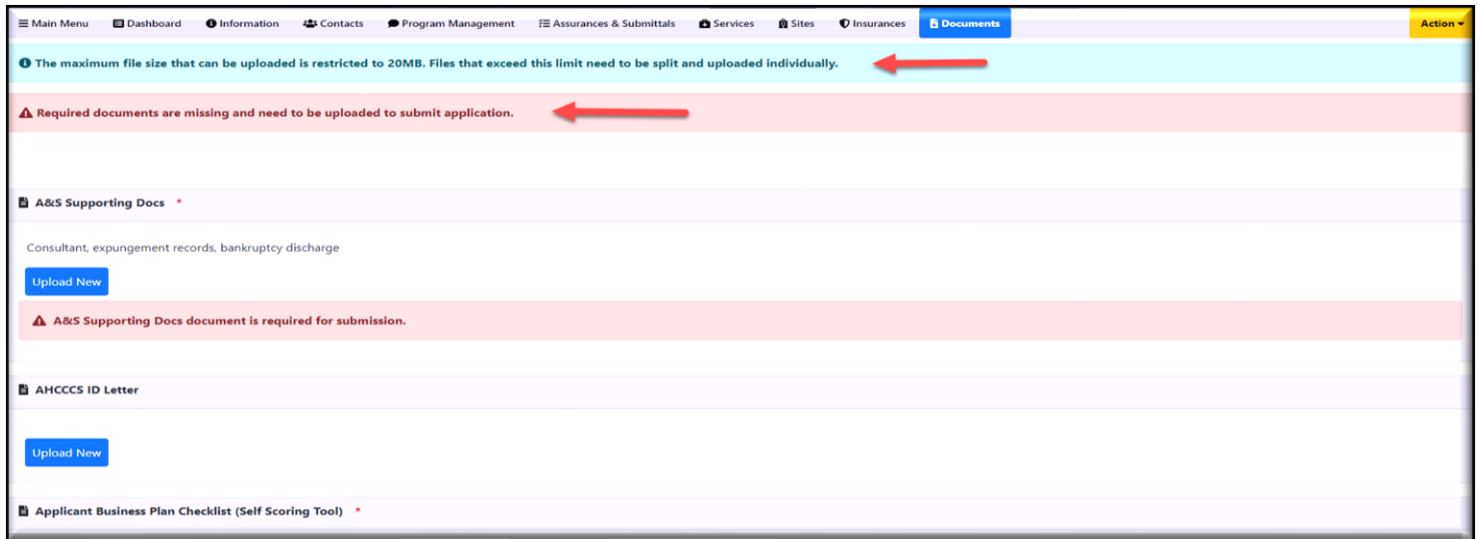 Main Menu Dashboard Information Contacts Program Management Assurances & Submittals Services Sites Insurances Documents Action
The maximum file size that can be uploaded is restricted to 20MB. Files that exceed this limit need to be split and uploaded individually.
Required documents are missing and need to be uploaded to submit application.
A&S Supporting Docs *
Consultant, expungement records, bankruptcy discharge
Upload New
A&S Supporting Docs document is required for submission.
AHCCCS ID Letter
Upload New
Applicant Business Plan Checklist (Self Scoring Tool) *